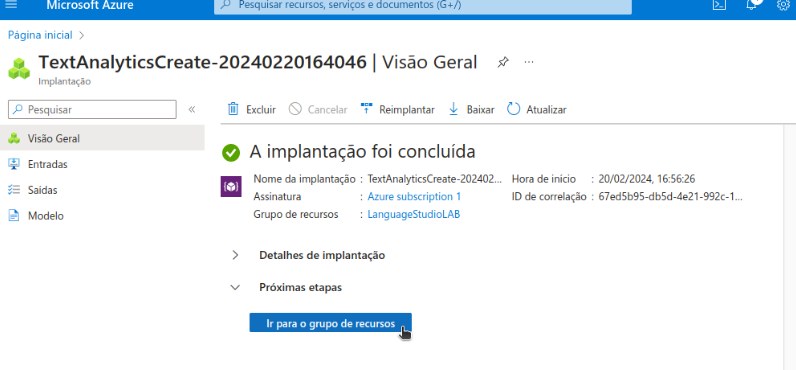 Microsoft Azure
Pesquisar recursos, serviços e documentos (G+/)
Página inicial >
TextAnalyticsCreate-20240220164046 | Visão Geral ...
Implantação
Pesquisar «
Excluir Cancelar Reimplantar Baixar Atualizar
Visão Geral
Entradas
Saídas
Modelo
A implantação foi concluída
Nome da implantação : TextAnalyticsCreate-202402... Hora de início : 20/02/2024, 16:56:26
Assinatura : Azure subscription 1 ID de correlação : 67ed5b95-db5d-4e21-992c-1...
Grupo de recursos : LanguageStudioLAB
Detalhes de implantação
Próximas etapas
Ir para o grupo de recursos